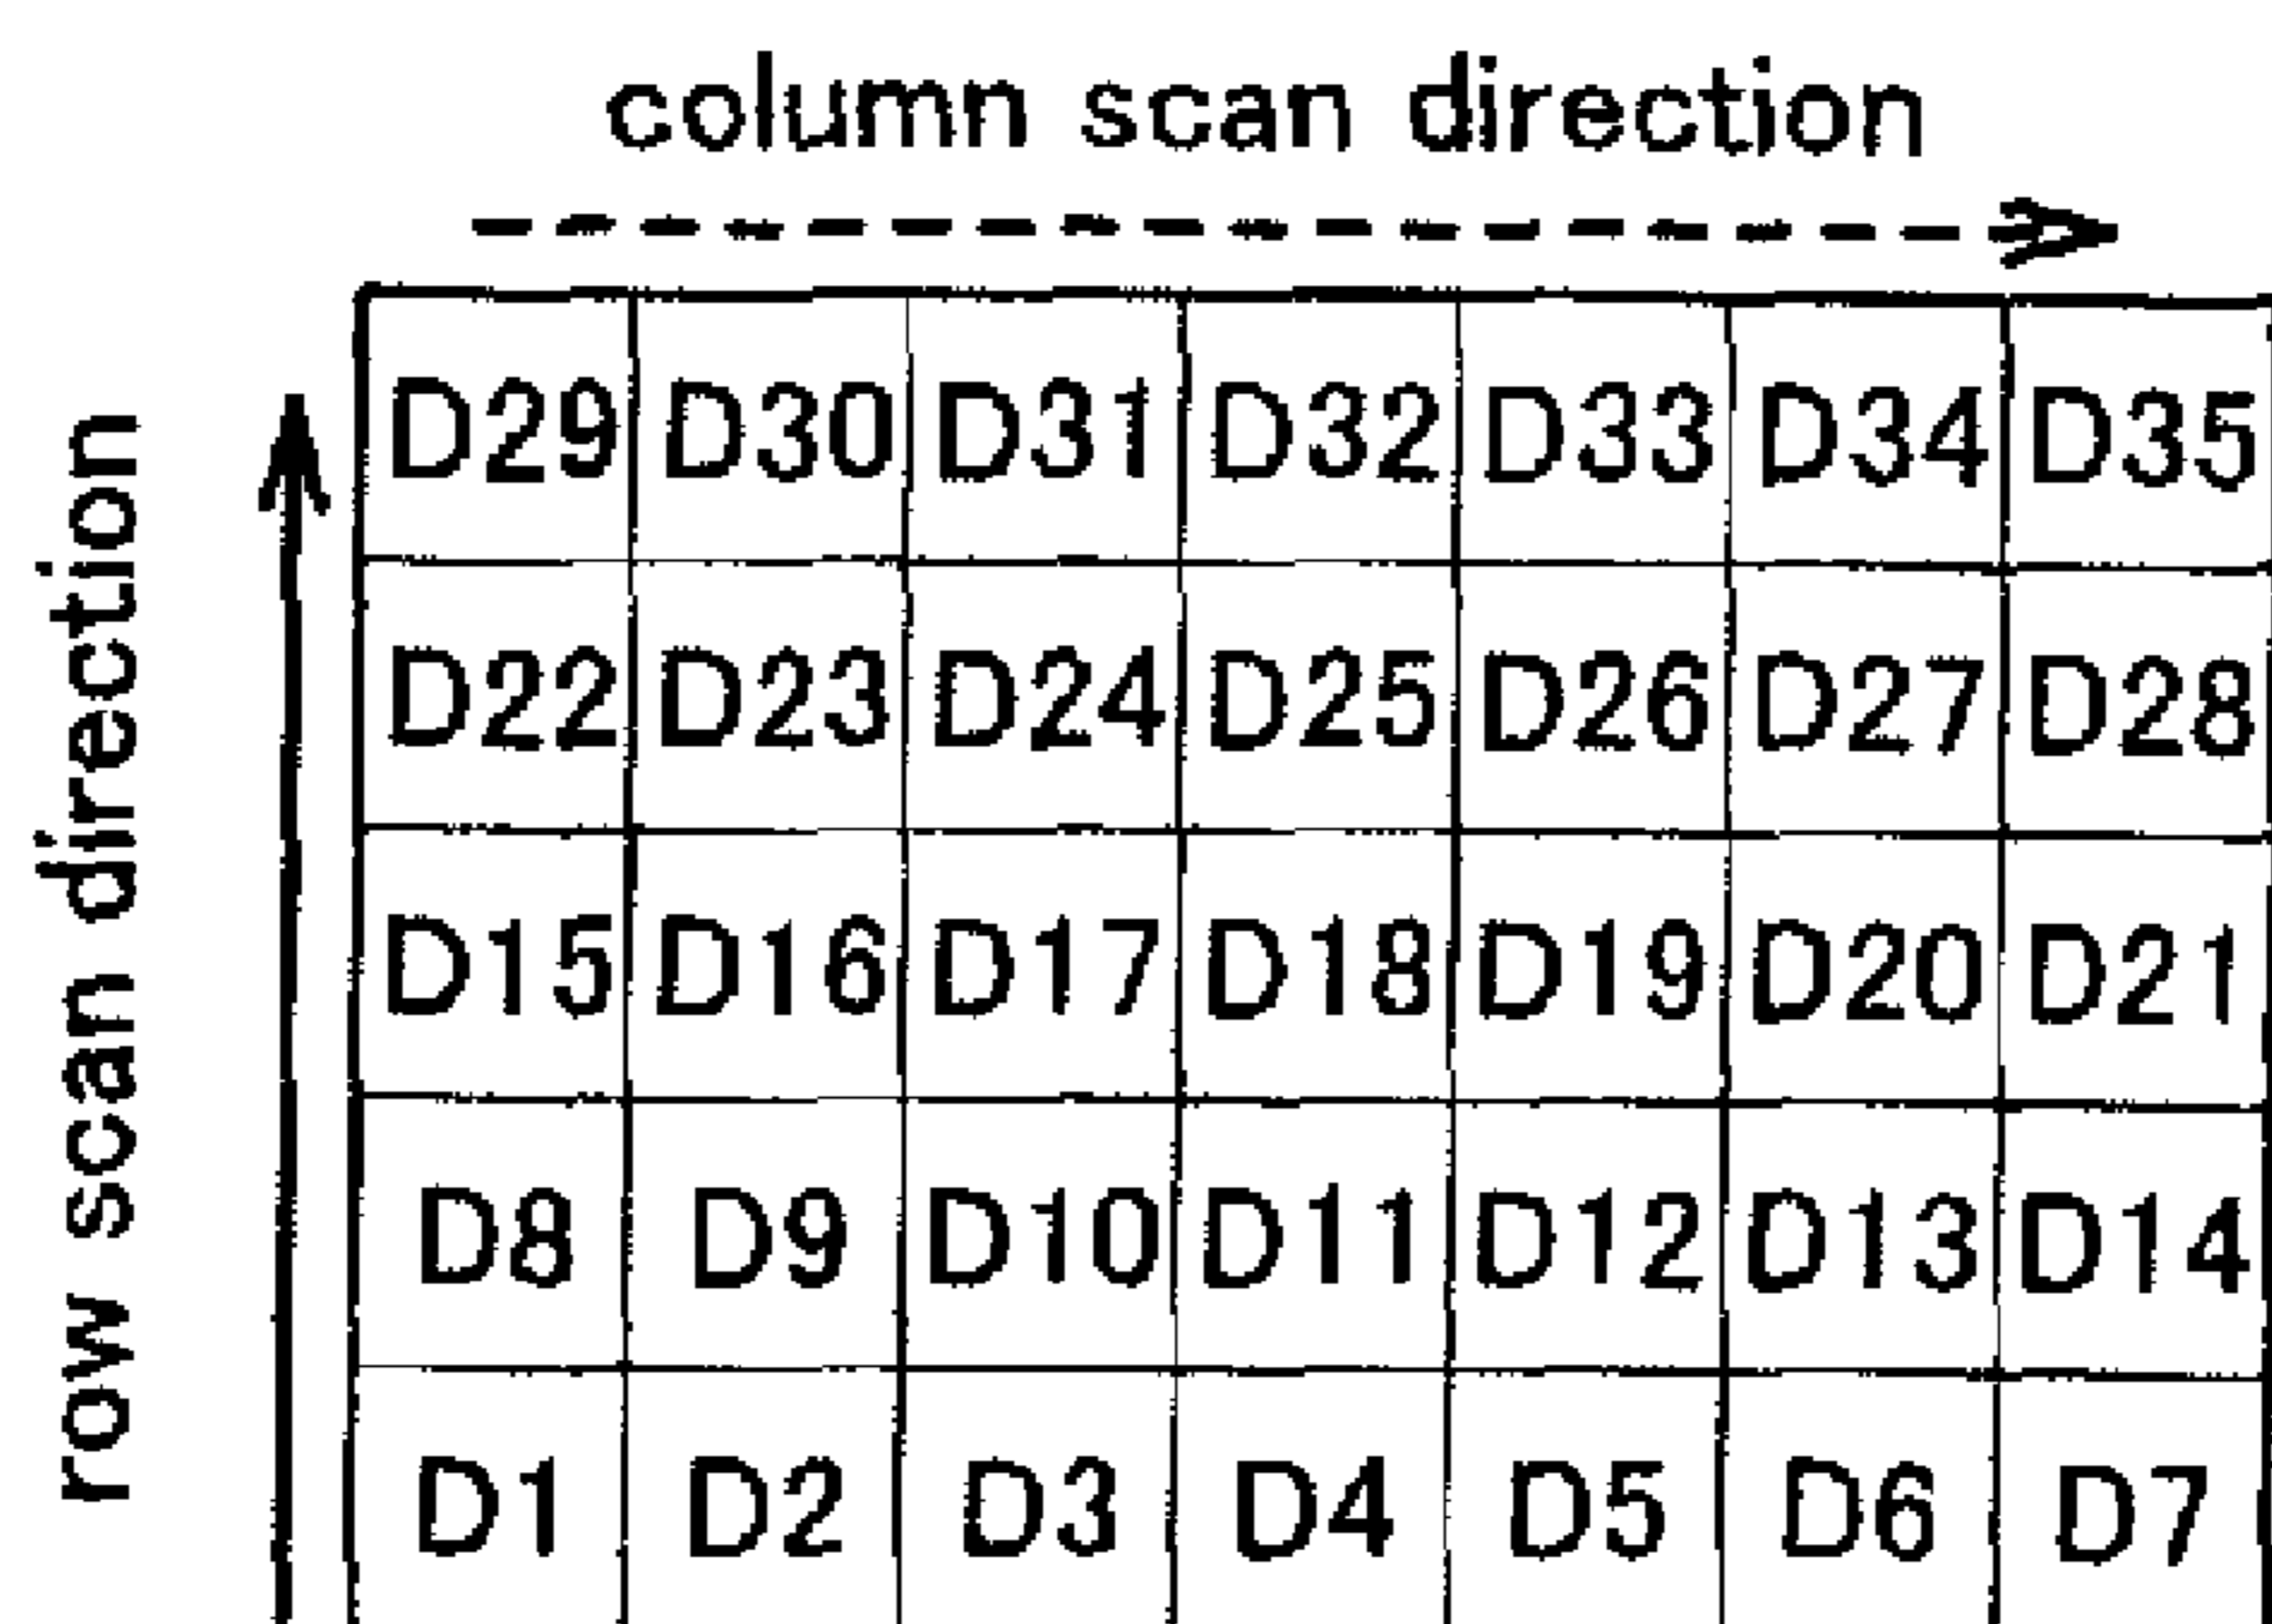 column scan direction
row scan direction
D29 D30 D31 D32 D33 D34 D35
D22 D23 D24 D25 D26 D27 D28
D15 D16 D17 D18 D19 D20 D21
D8 D9 D10 D11 D12 D13 D14
D1 D2 D3 D4 D5 D6 D7